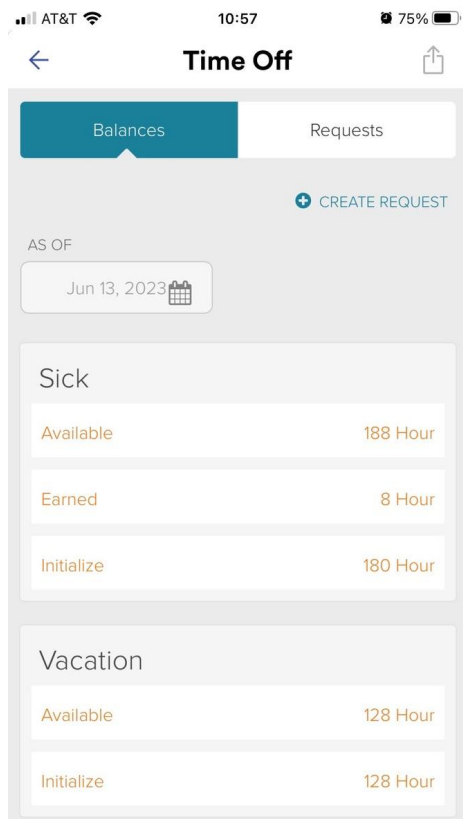 AT&T 10:57 75%
Time Off
Balances Requests
CREATE REQUEST
AS OF
Jun 13, 2023
Sick
Available 188 Hour
Earned 8 Hour
Initialize 180 Hour
Vacation
Available 128 Hour
Initialize 128 Hour